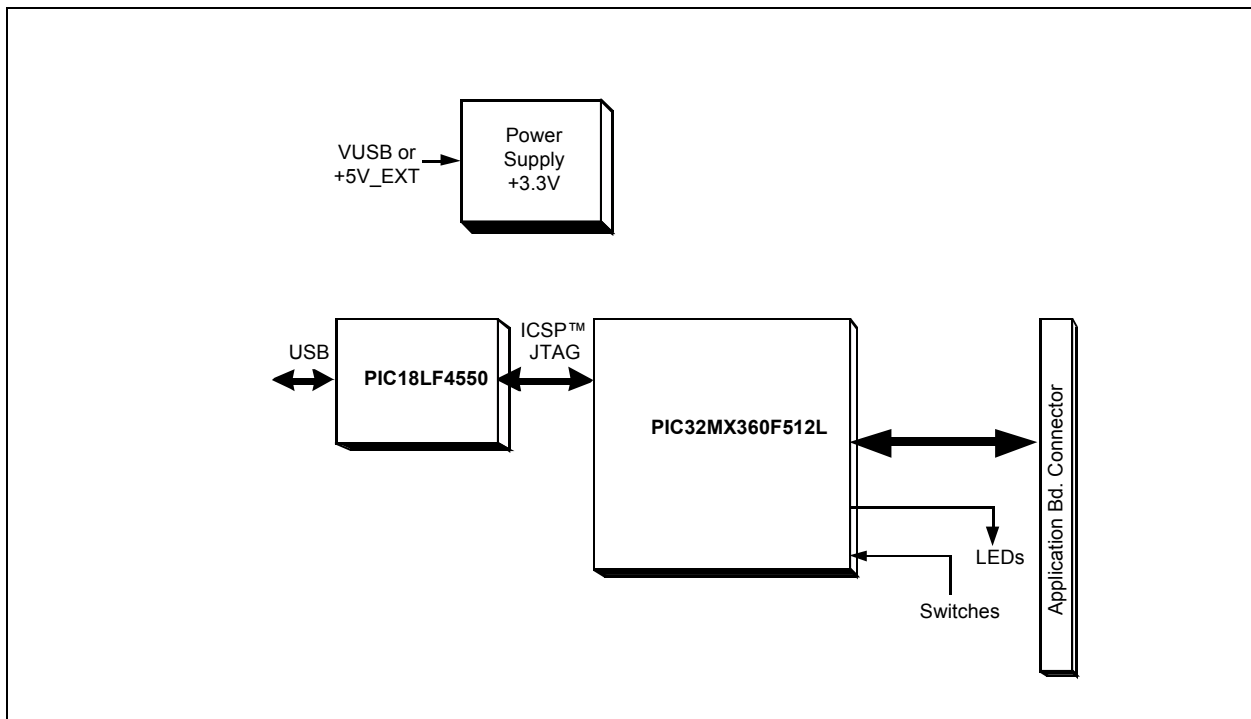 Power
Supply
+3.3V
VUSB or
+5V_EXT
USB
PIC18LF4550
ICSP™
JTAG
PIC32MX360F512L
LEDs
Switches
Application Bd. Connector